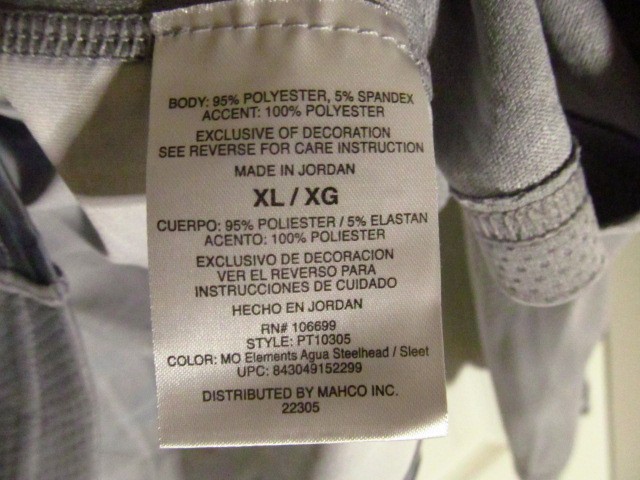 BODY: 95% POLYESTER, 5% SPANDEX
ACCENT: 100% POLYESTER
EXCLUSIVE OF DECORATION
SEE REVERSE FOR CARE INSTRUCTION
MADE IN JORDAN
XL / XG
CUERPO: 95% POLIESTER / 5% ELASTAN
ACENTO: 100% POLIESTER
EXCLUSIVO DE DECORACION
VER EL REVERSO PARA
INSTRUCCIONES DE CUIDADO
HECHO EN JORDAN
RN# 106699
STYLE: PT10305
COLOR: MO Elements Agua Steelhead / Sleet
UPC: 843049152299
DISTRIBUTED BY MAHCO INC.
22305